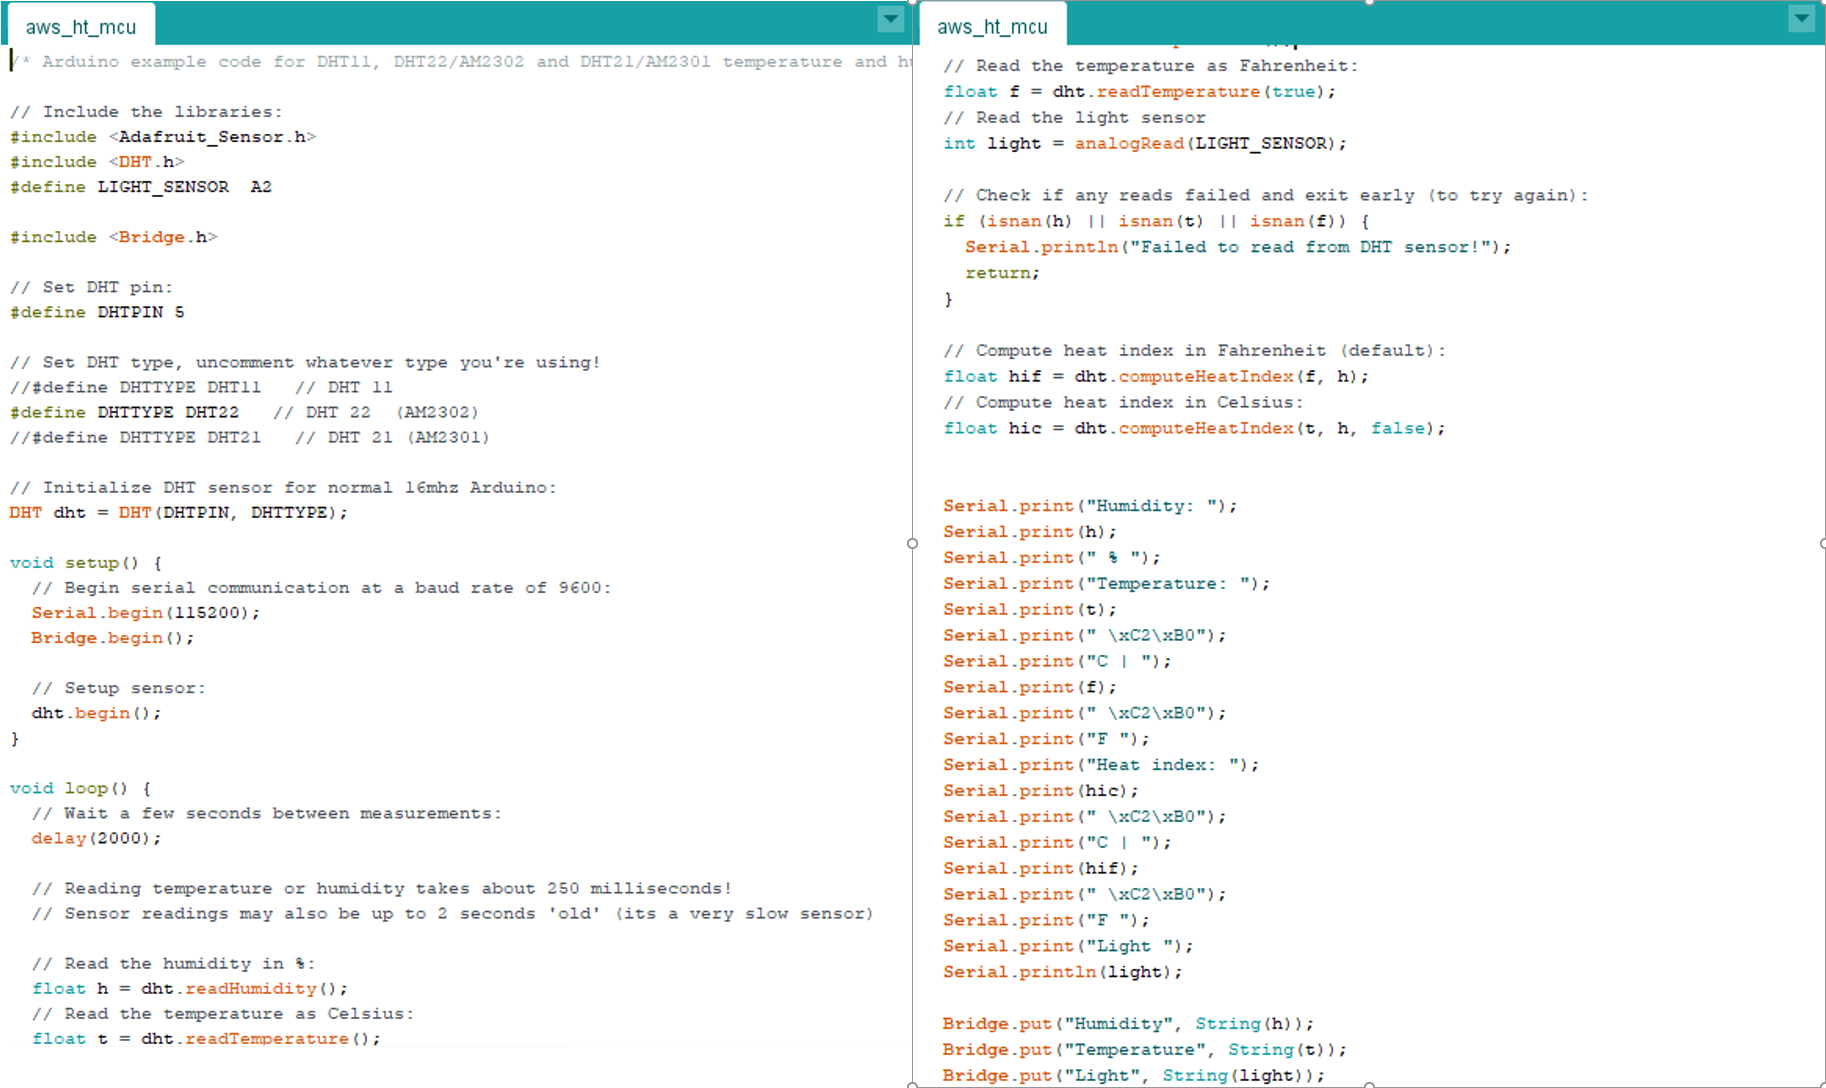 aws_ht_mcu
/* Arduino example code for DHT11, DHT22/AM2302 and DHT21/AM2301 temperature and
// Include the libraries:
#include <Adafruit_Sensor.h>
#include <DHT.h>
#define LIGHT_SENSOR  A2
#include <Bridge.h>
// Set DHT pin:
#define DHTPIN 5
// Set DHT type, uncomment whatever type you're using!
//#define DHTTYPE DHT11   // DHT 11
#define DHTTYPE DHT22   // DHT 22  (AM2302)
//#define DHTTYPE DHT21   // DHT 21 (AM2301)
// Initialize DHT sensor for normal 16mhz Arduino:
DHT dht = DHT(DHTPIN, DHTTYPE);
void setup() {
  // Begin serial communication at a baud rate of 9600:
  Serial.begin(115200);
  Bridge.begin();
  // Setup sensor:
  dht.begin();
}
void loop() {
  // Wait a few seconds between measurements:
  delay(2000);
  // Reading temperature or humidity takes about 250 milliseconds!
  // Sensor readings may also be up to 2 seconds 'old' (its a very slow sensor)
  // Read the humidity in %:
  float h = dht.readHumidity();
  // Read the temperature as Celsius:
  float t = dht.readTemperature();
aws_ht_mcu
// Read the temperature as Fahrenheit:
float f = dht.readTemperature(true);
// Read the light sensor
int light = analogRead(LIGHT_SENSOR);
// Check if any reads failed and exit early (to try again):
if (isnan(h) || isnan(t) || isnan(f)) {
  Serial.println("Failed to read from DHT sensor!");
  return;
}
// Compute heat index in Fahrenheit (default):
float hif = dht.computeHeatIndex(f, h);
// Compute heat index in Celsius:
float hic = dht.computeHeatIndex(t, h, false);
Serial.print("Humidity: ");
Serial.print(h);
Serial.print(" % ");
Serial.print("Temperature: ");
Serial.print(t);
Serial.print(" \xC2\xB0");
Serial.print("C | ");
Serial.print(f);
Serial.print(" \xC2\xB0");
Serial.print("F ");
Serial.print("Heat index: ");
Serial.print(hic);
Serial.print(" \xC2\xB0");
Serial.print("C | ");
Serial.print(hif);
Serial.print(" \xC2\xB0");
Serial.print("F ");
Serial.print("Light ");
Serial.println(light);
Bridge.put("Humidity", String(h));
Bridge.put("Temperature", String(t));
Bridge.put("Light", String(light));